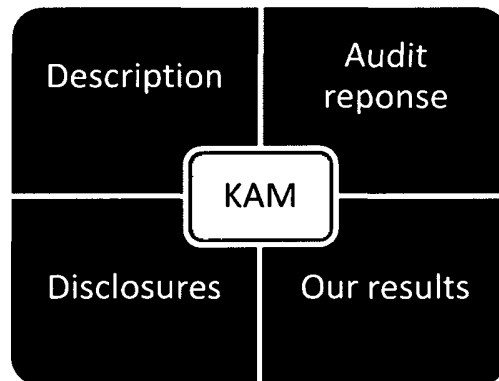 Description
Audit
reponse
KAM
Disclosures
Our results